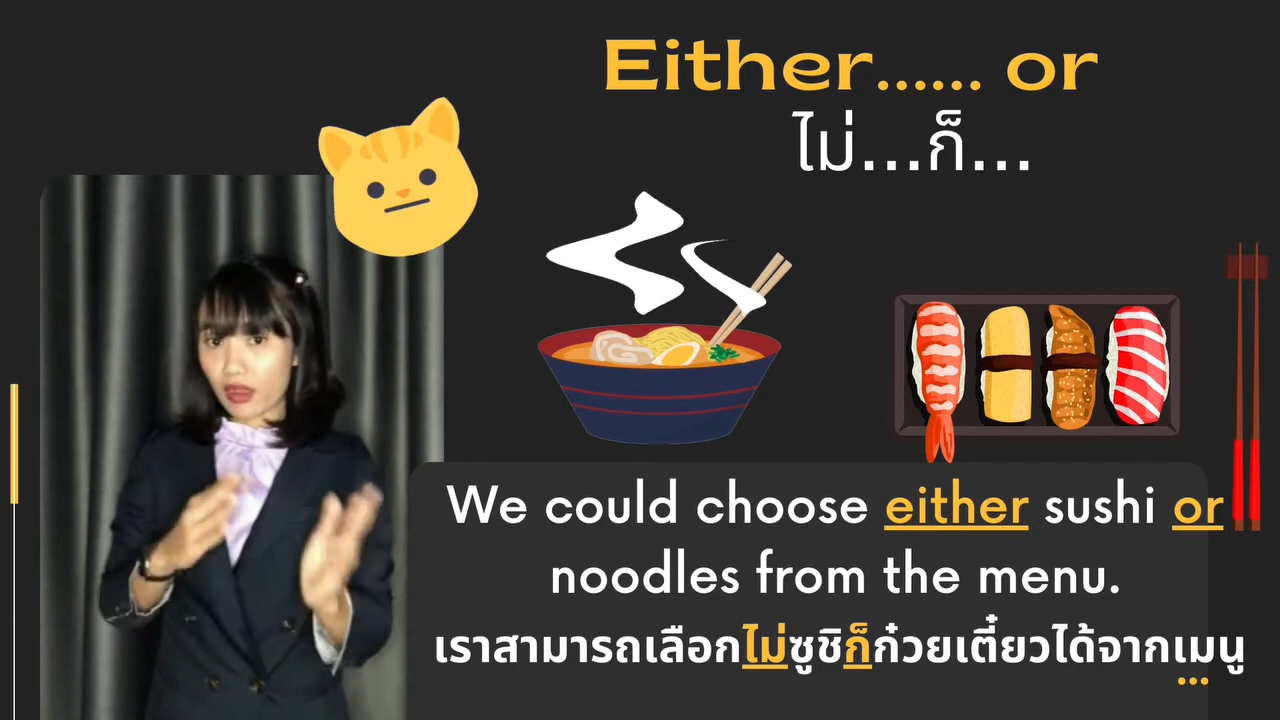 Either...... or
ไม่...ก็...
We could choose either sushi or
noodles from the menu.
เราสามารถเลือกไม่ซูชิก็ก๋วยเตี๋ยวได้จากเมนู
...